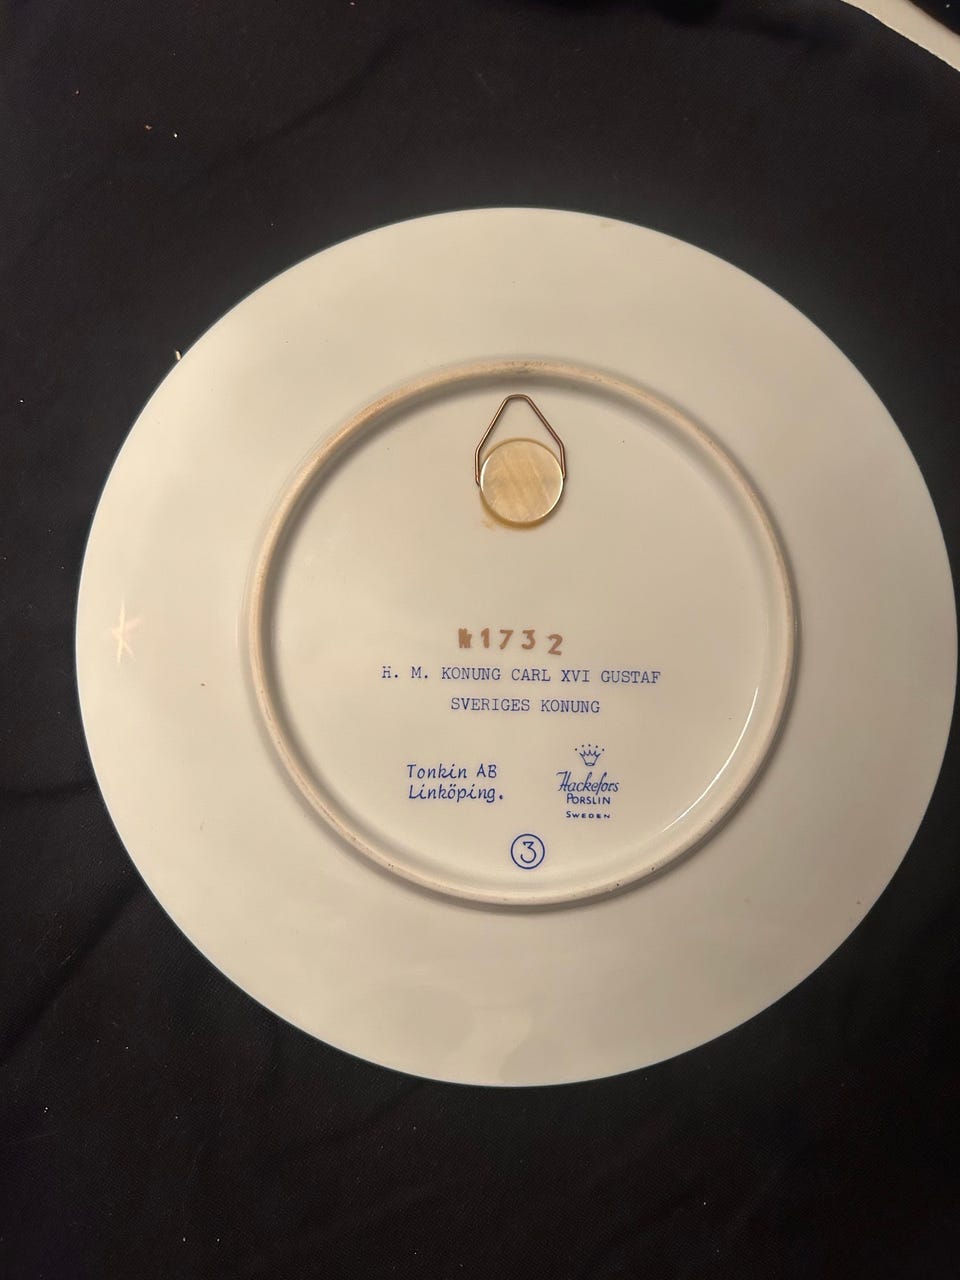 №1732
H. M. KONUNG CARL XVI GUSTAF
SVERIGES KONUNG
Tonkin AB
Linköping.
Hackefors
PORSLIN
SWEDEN
3